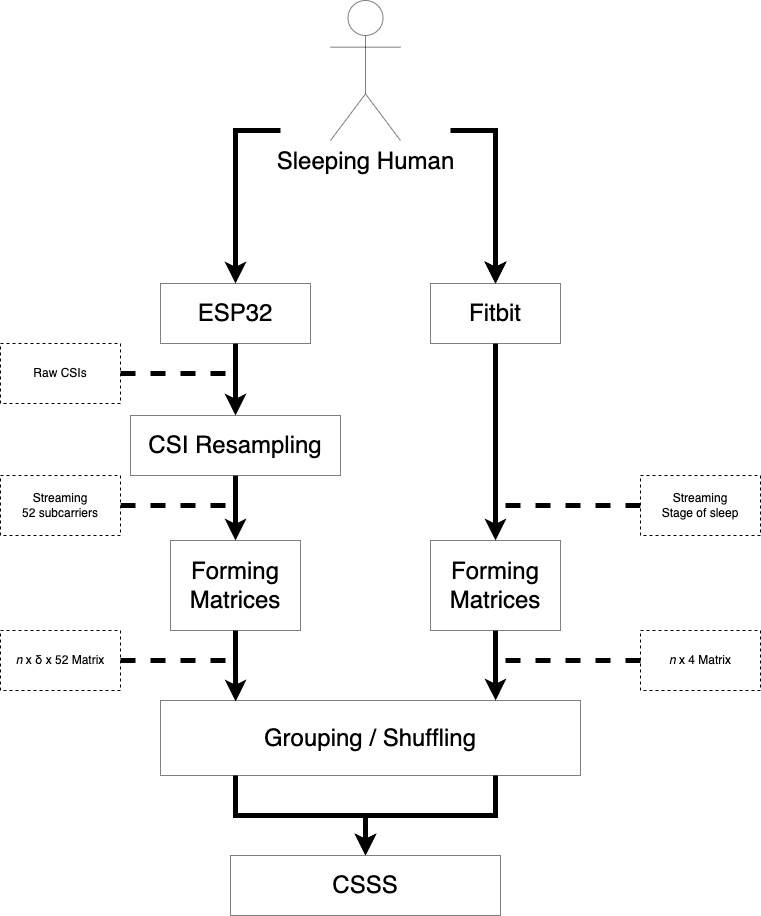 Sleeping Human
ESP32
Fitbit
Raw CSIs
CSI Resampling
Streaming
52 subcarriers
Streaming
Stage of sleep
Forming
Matrices
Forming
Matrices
n x δ x 52 Matrix
n x 4 Matrix
Grouping / Shuffling
CSSS